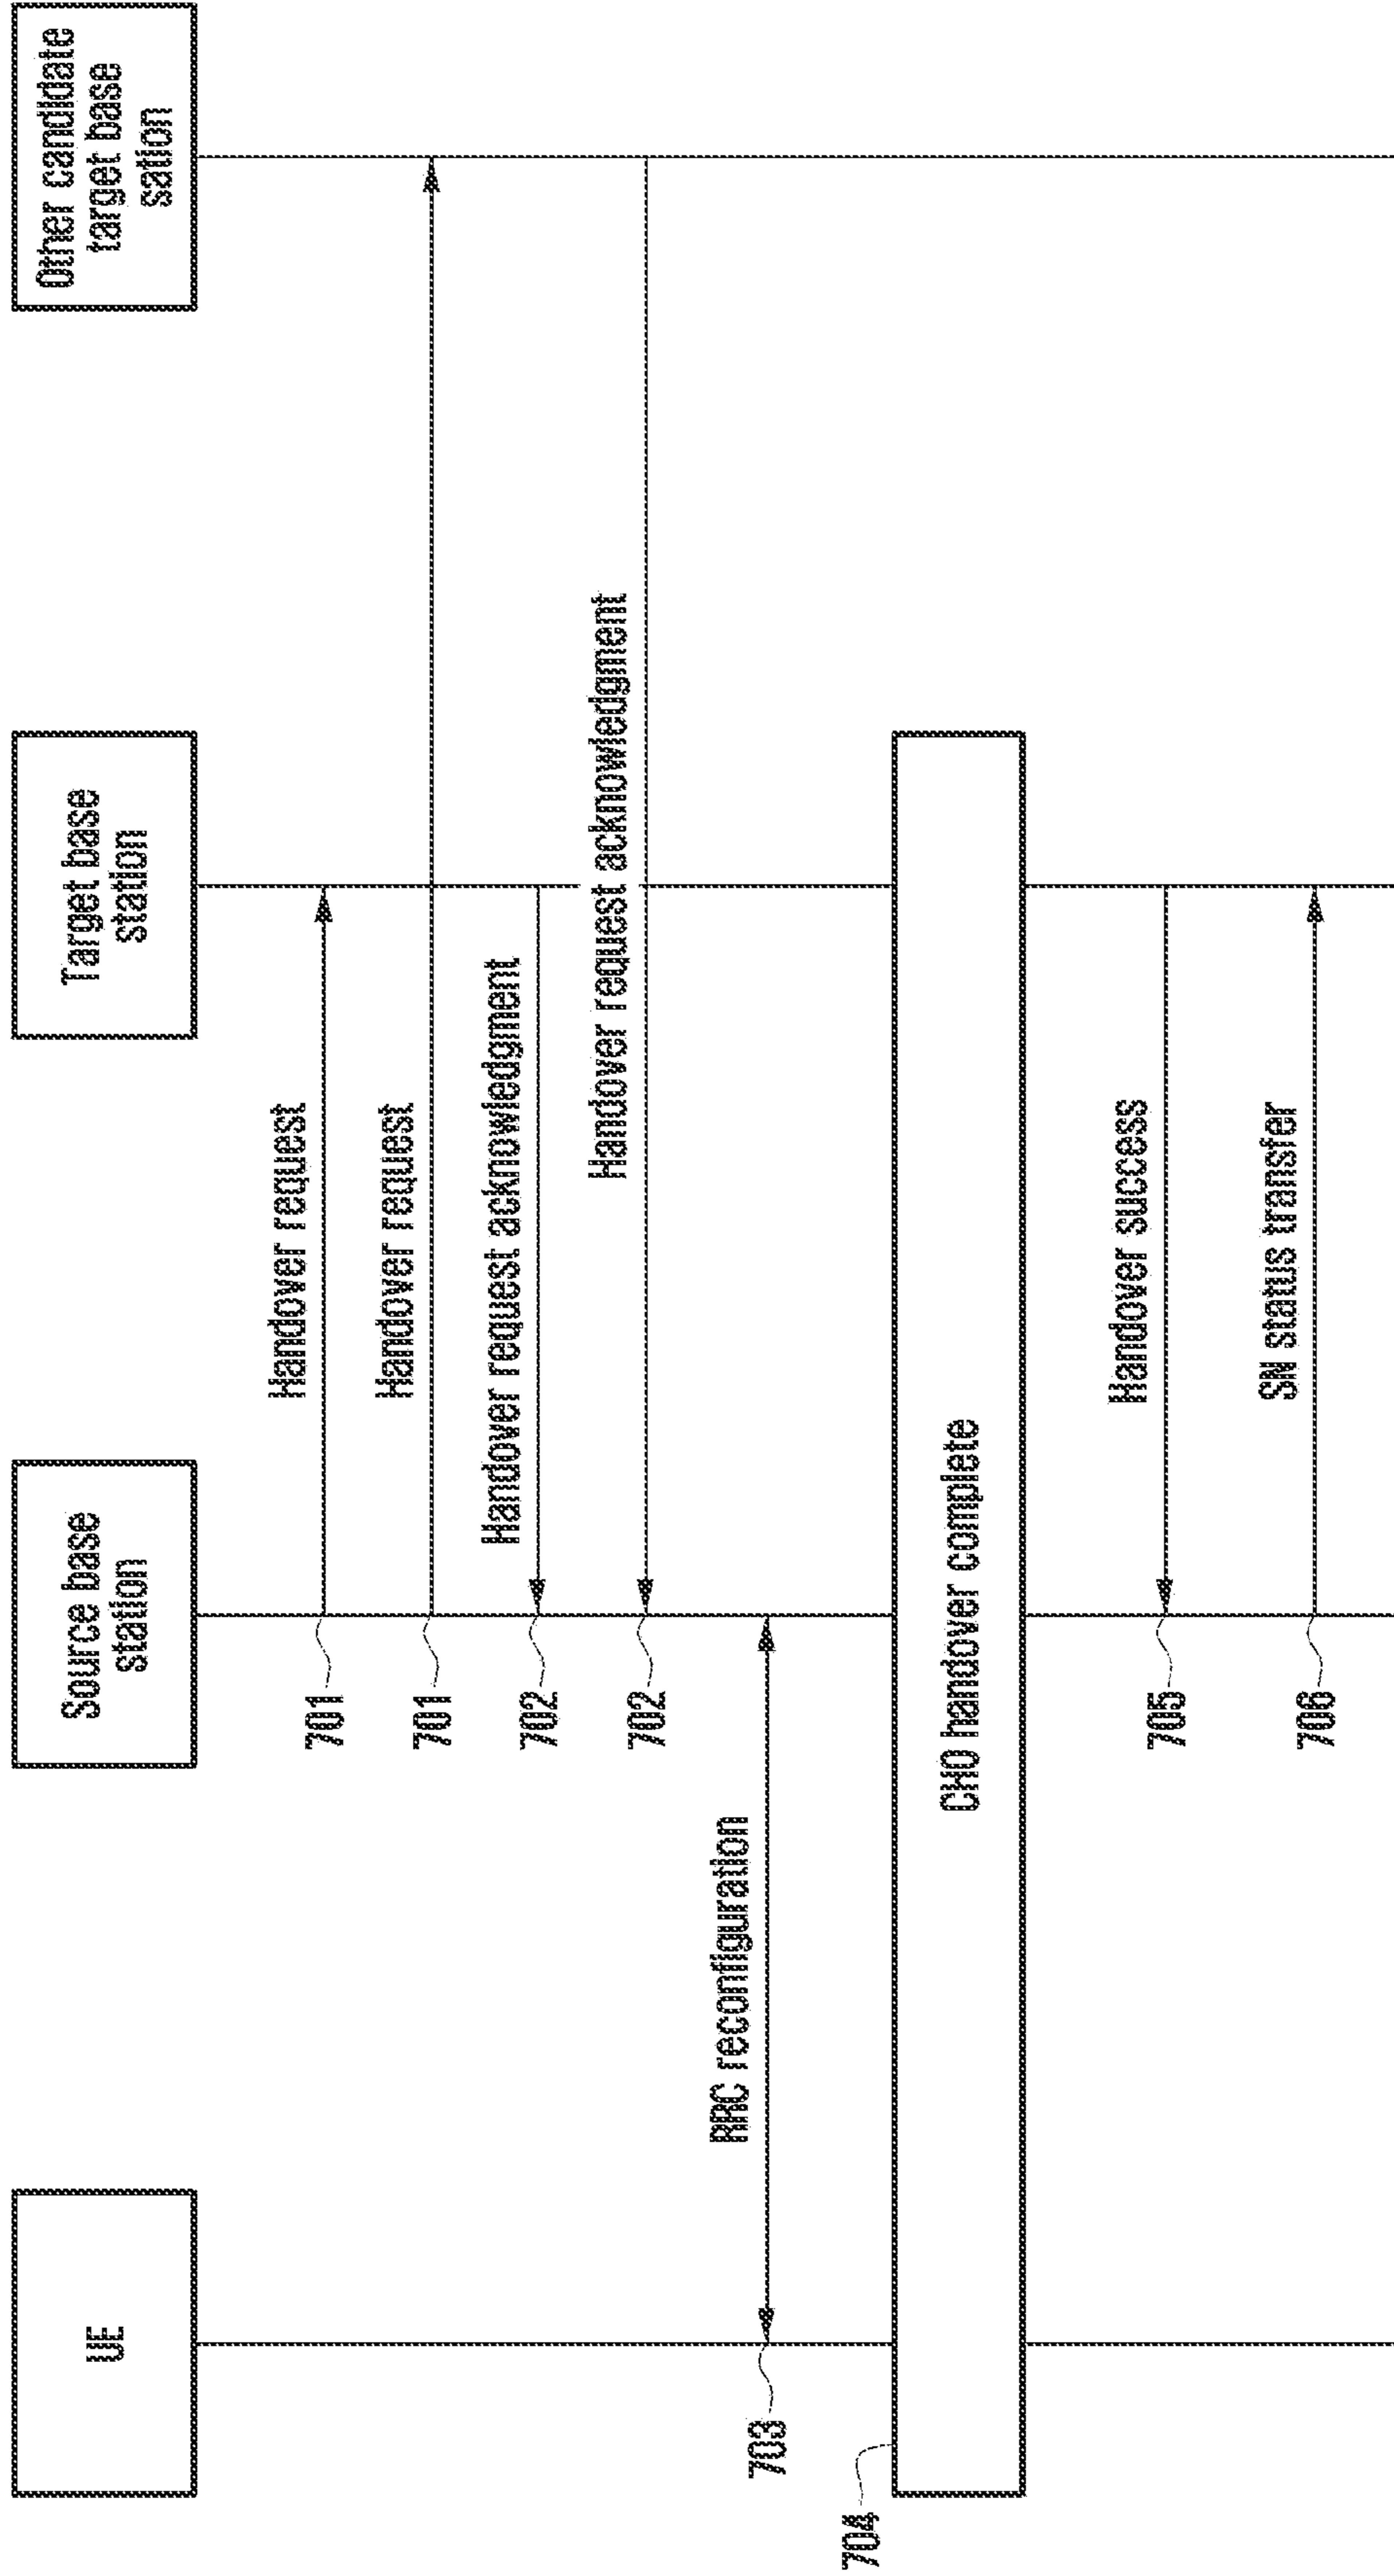 UE
Source base
station
Target base
station
Other candidate
target base
sation
701
Handover request
701
Handover request
702
Handover request acknowledgment
702
Handover request acknowledgment
703
RRC reconfiguration
704
CHO handover complete
705
Handover success
706
SN status transfer